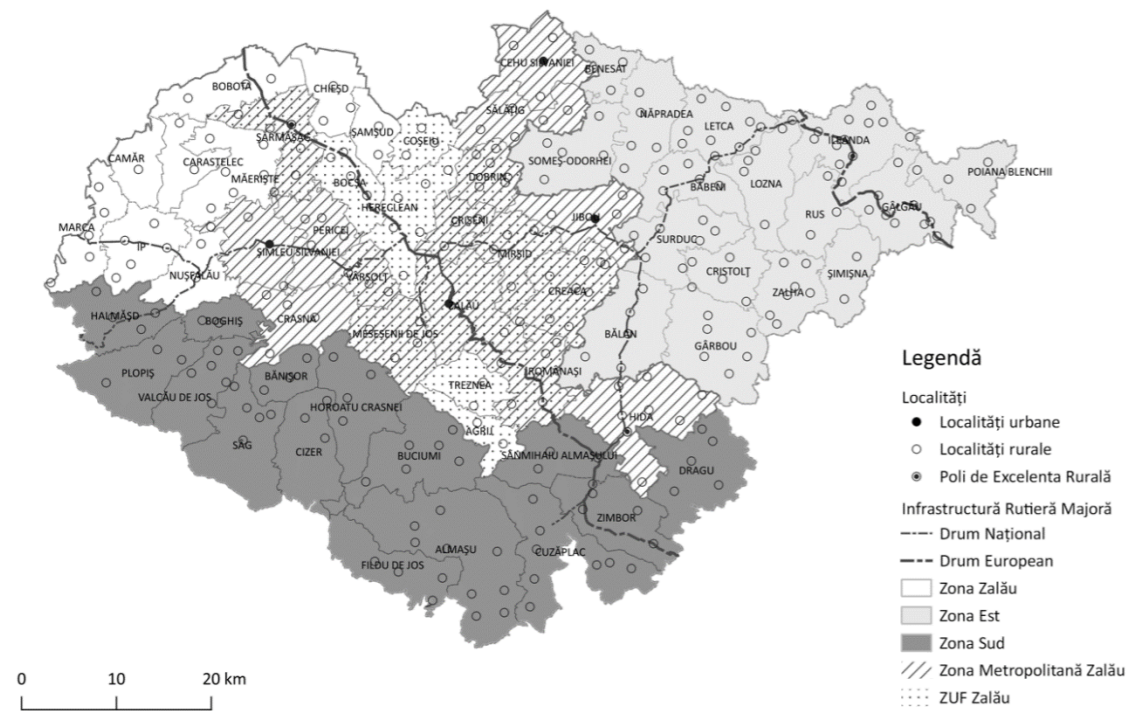 CEHU SILVANIEI
BENESAT
BOBOTA
CHIEȘD
SĂLĂȚIG
NĂPRADEA
LETCA
ILEANDA
ȘĂRMĂȘAG
ȘAMȘUD
COȘEIU
CAMĂR
CARASTELEC
SOMEȘ-ODORHEI
POIANA BLENCHII
MĂERIȘTE
BOCȘA
DOBRIN
BĂBENI
LOZNA
HERECLEAN
GÂLGĂU
RUS
CRIȘENI
JIBOU
MARCA
PERICEI
SURDUC
IP
ȘIMLEU SILVANIEI
MIRȘID
NUȘFALĂU
VÂRȘOLȚ
CRISTOLȚ
ȘIMIȘNA
CREACA
ZALHA
ZALĂU
HALMĂȘD
BOGHIȘ
CRASNA
MESEȘENII DE JOS
BĂLAN
GÂRBOU
PLOPIȘ
BĂNIȘOR
ROMÂNAȘI
TREZNEA
VALCĂU DE JOS
HOROATU CRASNEI
HIDA
AGRIJ
SÂG
CIZER
BUCIUMI
SÂNMIHAIU ALMAȘULUI
DRAGU
ZIMBOR
ALMAȘU
CUZĂPLAC
FILDU DE JOS
Legendă
Localități
Localități urbane
Localități rurale
Poli de Excelenta Rurală
Infrastructură Rutieră Majoră
Drum Național
Drum European
Zona Zalău
Zona Est
Zona Sud
Zona Metropolitană Zalău
ZUF Zalău
0 10 20 km